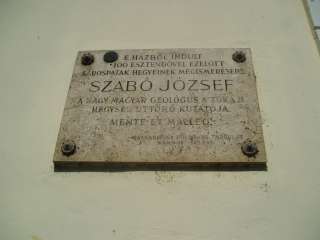 E HÁZBÓL INDULT
100 ESZTENDŐVEL EZELŐTT
SÁROSPATAK HEGYEINEK MEGISMERÉSÉRE
SZABÓ JÓZSEF
A NAGY MAGYAR GEOLÓGUS A TOKAJI
HEGYSÉG ÚTTÖRŐ KUTATÓJA
MENTE ET MALLEO